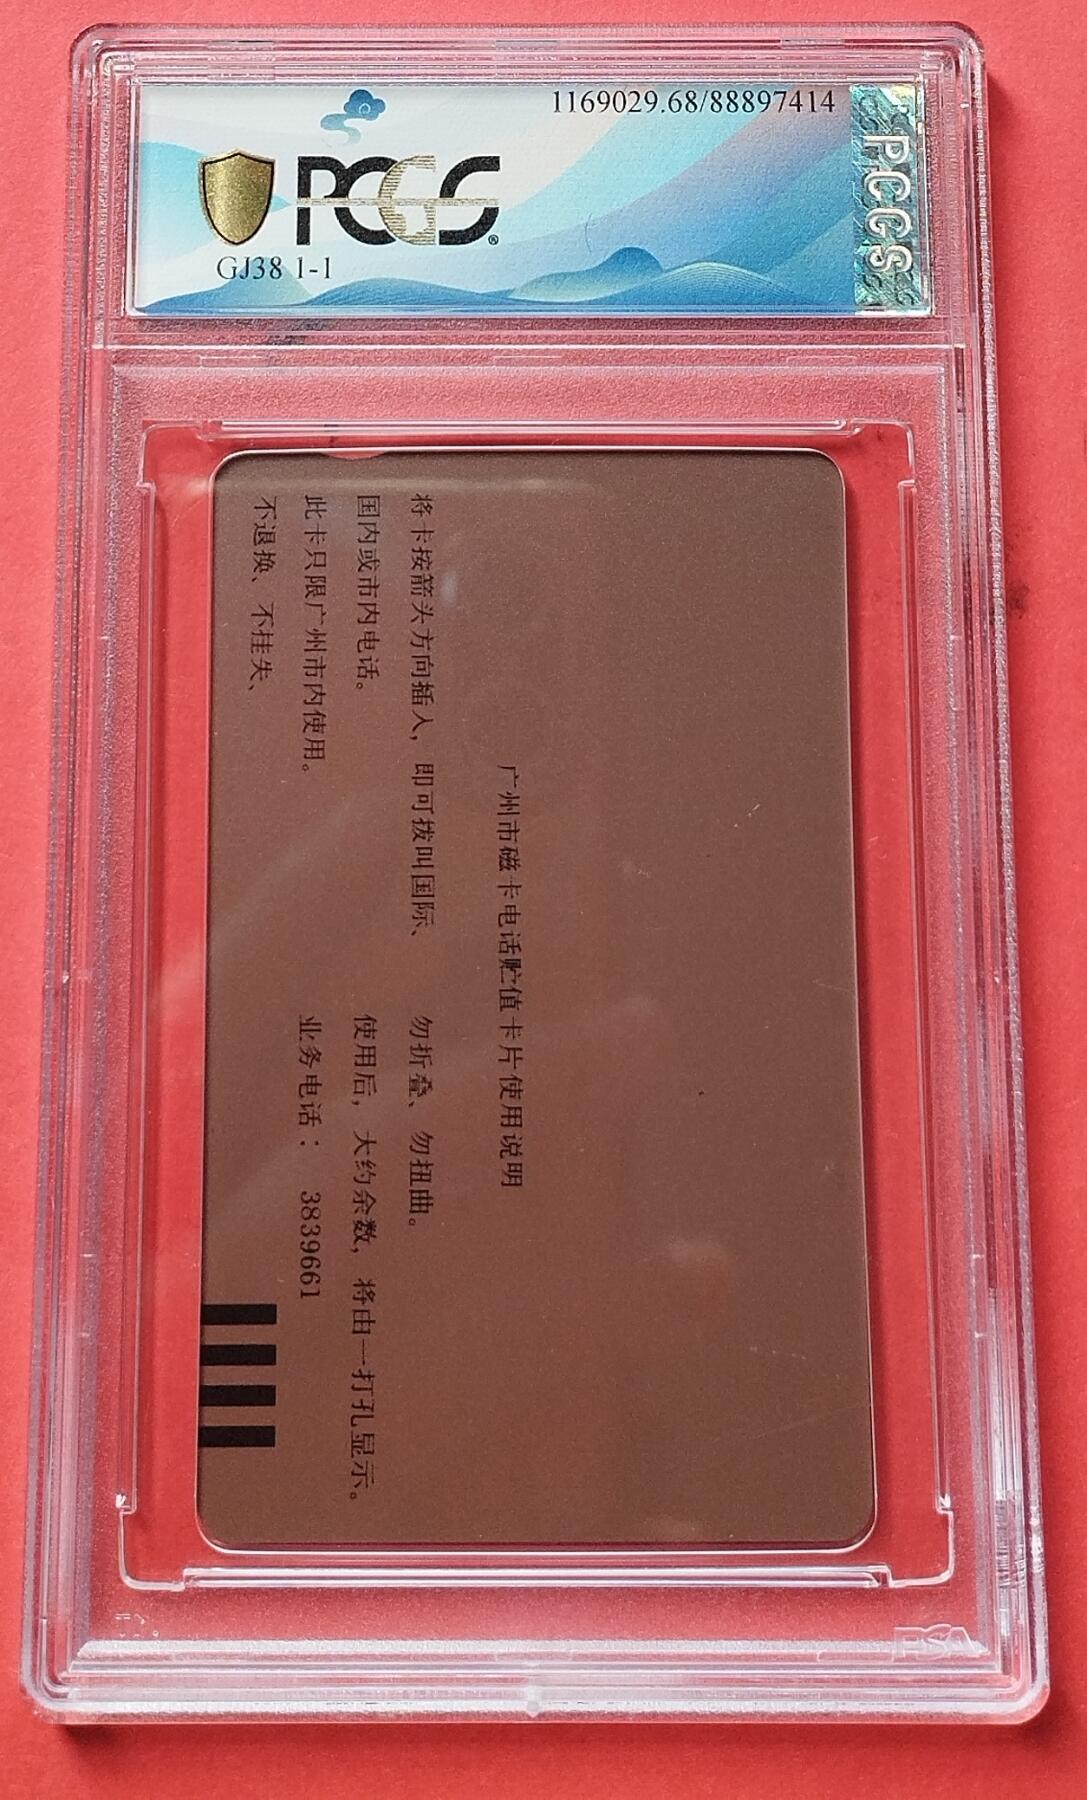 1169029.68/88897414
PCGS
GJ38 1-1
PCGS
广州市磁卡电话贮值卡片使用说明
将卡按箭头方向插入，即可拨叫国际、
国内或市内电话。
此卡只限广州市内使用。
不退换、不挂失、
勿折叠、勿扭曲。
使用后，大约余数，将由一打孔显示。
业务电话： 3839661
PSA